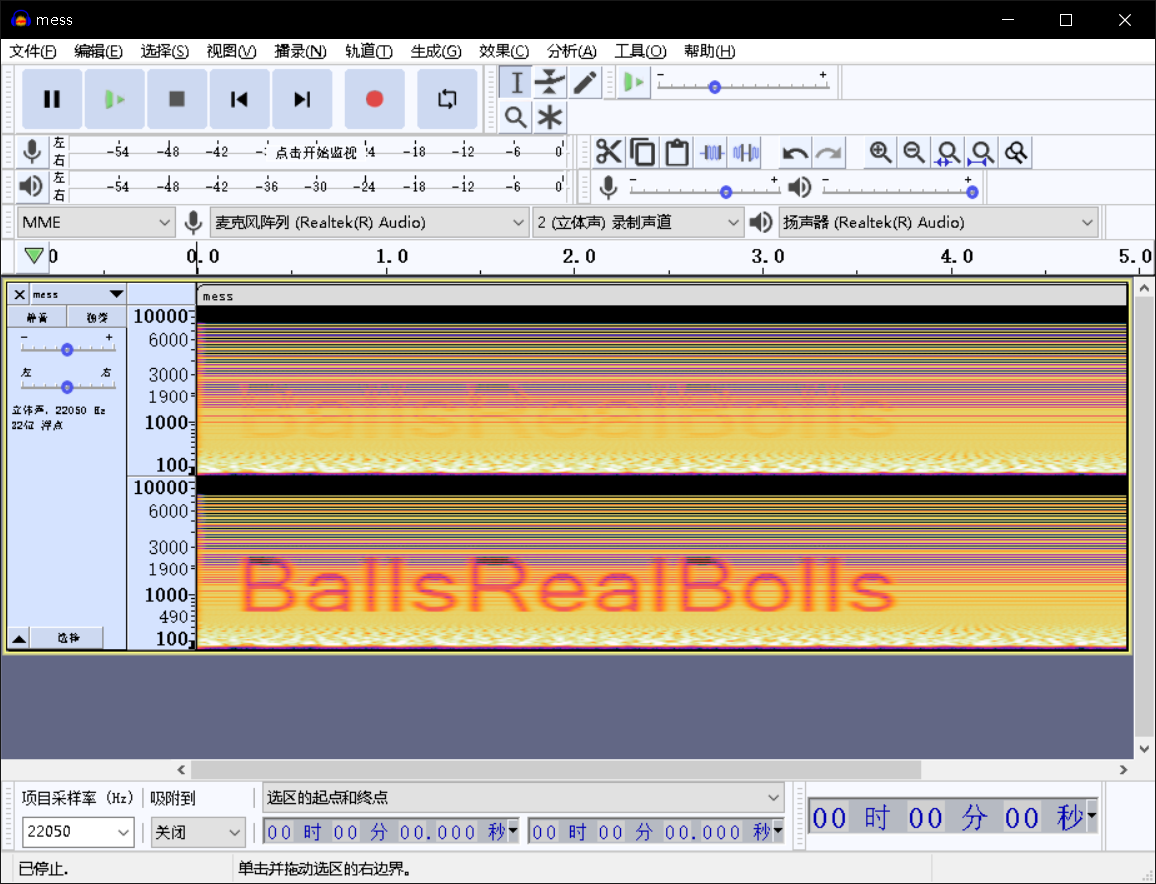 mess
文件(F) 编辑(E) 选择(S) 视图(V) 播录(N) 轨道(T) 生成(G) 效果(C) 分析(A) 工具(O) 帮助(H)
- +
左 右 -54 -48 -42 - 点击开始监视 !4 -18 -12 -6 0
左 右 -54 -48 -42 -36 -30 -24 -18 -12 -6 0
- + - +
MME 麦克风阵列 (Realtek(R) Audio) 2 (立体声) 录制声道 扬声器 (Realtek(R) Audio)
0 0.0 1.0 2.0 3.0 4.0 5.0
mess mess
静音 独奏
- +
左 右
立体声, 22050 Hz
32位 浮点
10000
6000
3000
1900
1000
100
BallsRealBolls
10000
6000
3000
1900
1000
490
100
BallsRealBolls
选择
项目采样率 (Hz) 吸附到 选区的起点和终点
22050 关闭 00 时 00 分 00.000 秒 00 时 00 分 00.000 秒 00 时 00 分 00 秒
已停止. 单击并拖动选区的右边界。